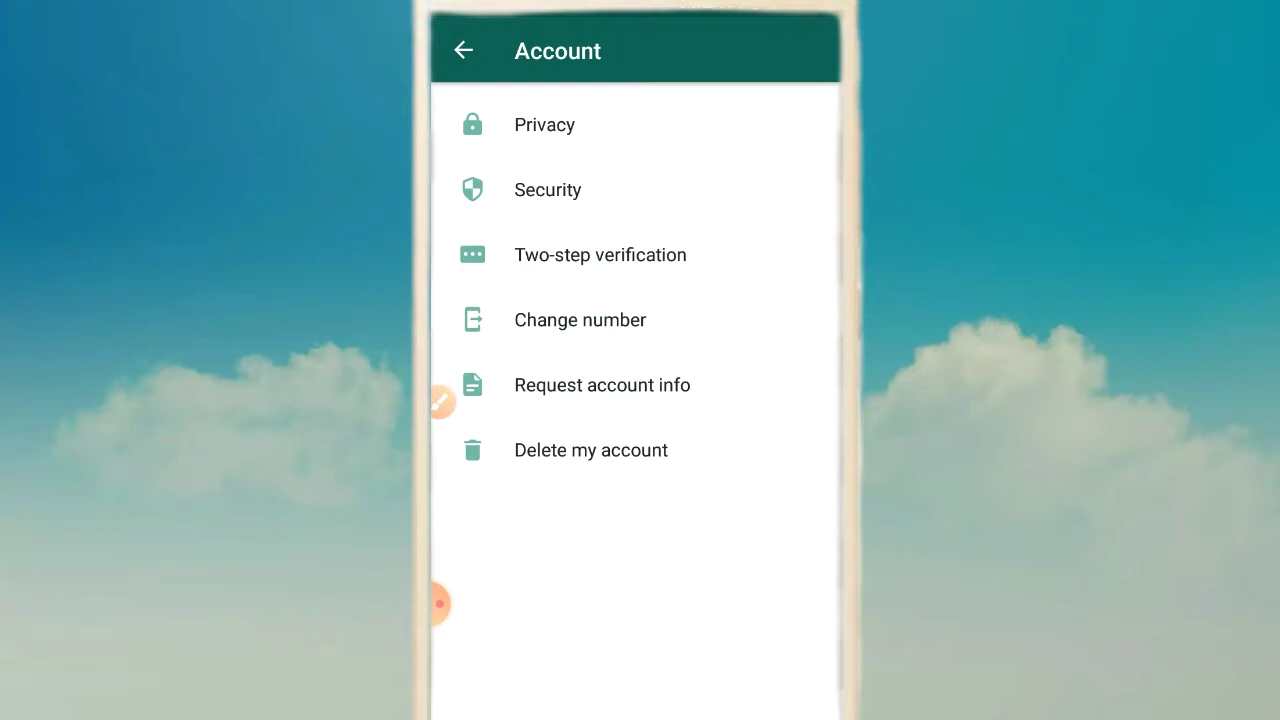 Account
Privacy
Security
Two-step verification
Change number
Request account info
Delete my account